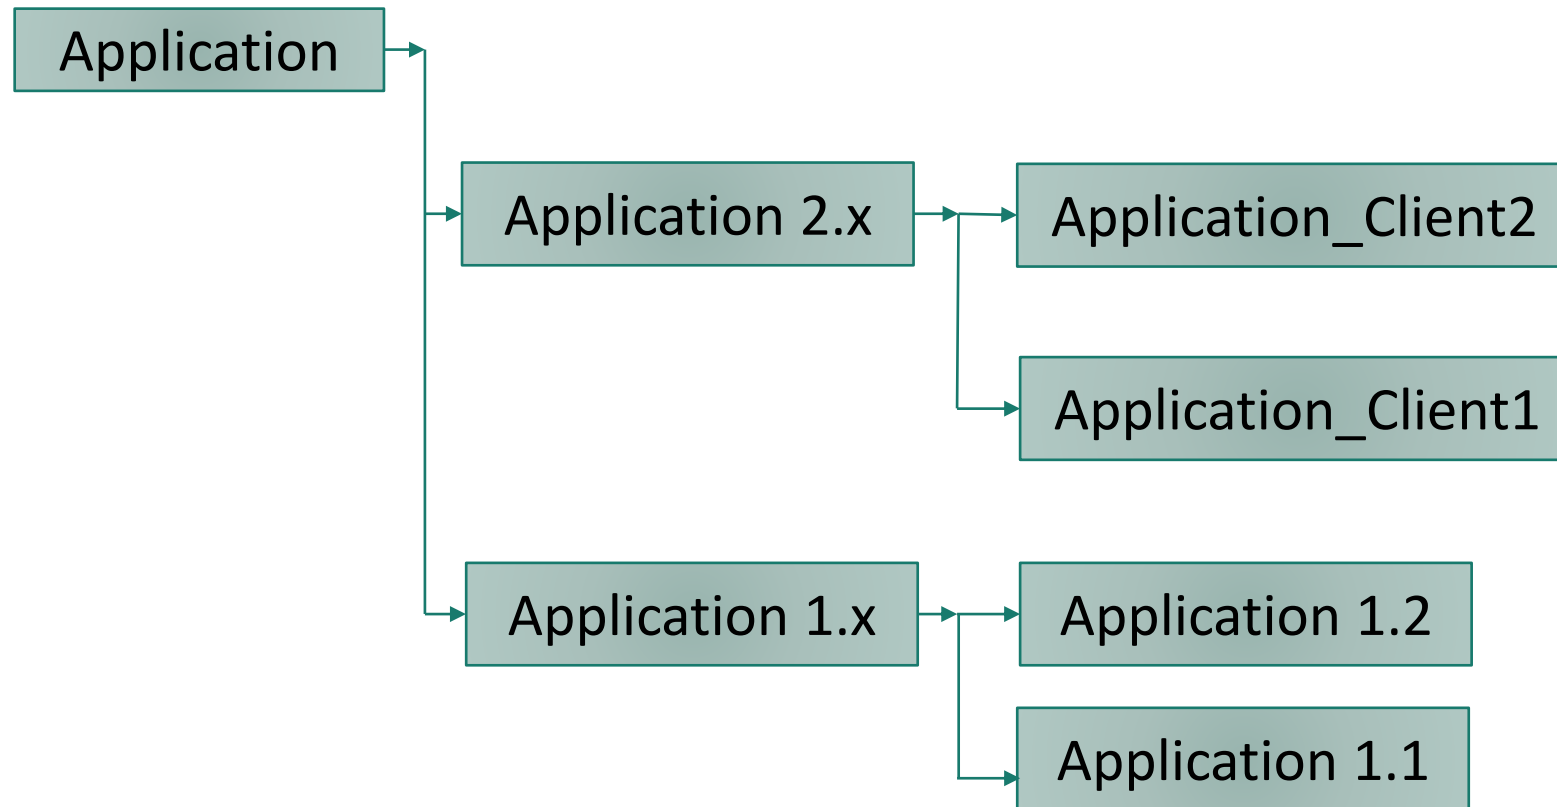 Application
Application 2.x
Application_Client2
Application_Client1
Application 1.x
Application 1.2
Application 1.1